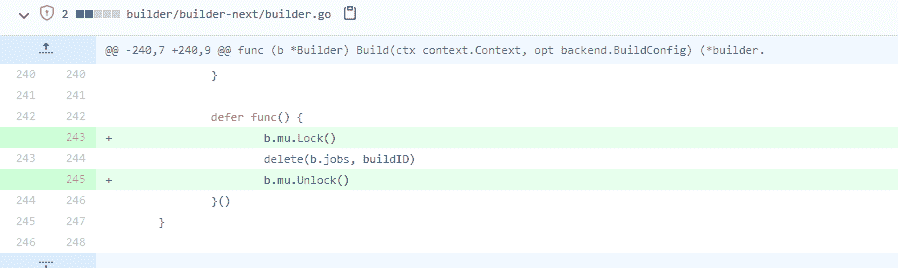 2 builder/builder-next/builder.go
@@ -240,7 +240,9 @@ func (b *Builder) Build(ctx context.Context, opt backend.BuildConfig) (*builder.
240 240 }
241 241
242 242 defer func() {
243 + b.mu.Lock()
243 244 delete(b.jobs, buildID)
245 + b.mu.Unlock()
244 246 }()
245 247 }
246 248